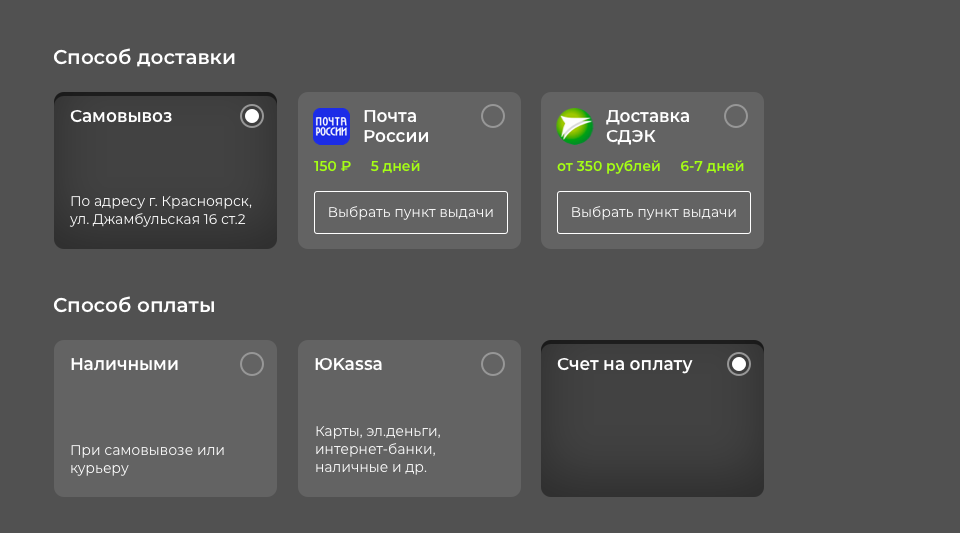 Способ доставки
Самовывоз
По адресу г. Красноярск,
ул. Джамбульская 16 ст.2
ПОЧТА
РОССИИ
Почта
России
150 ₽ 5 дней
Выбрать пункт выдачи
Доставка
СДЭК
от 350 рублей 6-7 дней
Выбрать пункт выдачи
Способ оплаты
Наличными
При самовывозе или
курьеру
ЮKassa
Карты, эл.деньги,
интернет-банки,
наличные и др.
Счет на оплату